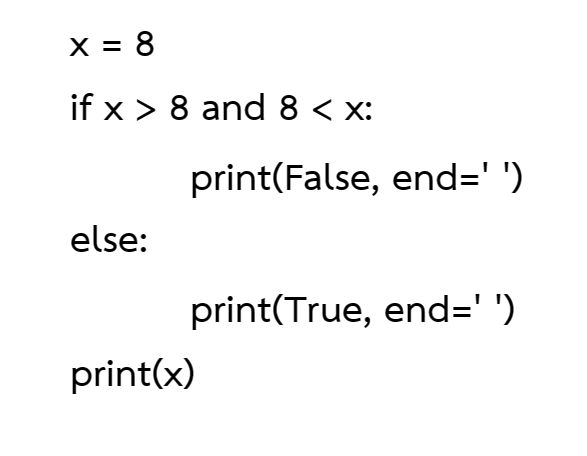 x = 8
if x > 8 and 8 < x:
print(False, end=' ')
else:
print(True, end=' ')
print(x)